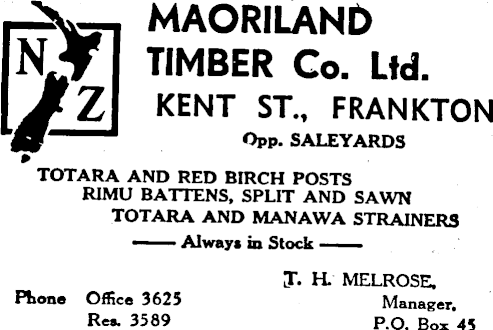 N Z
MAORILAND
TIMBER Co. Ltd.
KENT ST., FRANKTON
Opp. SALEYARDS
TOTARA AND RED BIRCH POSTS
RIMU BATTENS, SPLIT AND SAWN
TOTARA AND MANAWA STRAINERS
Always in Stock
T. H. MELROSE,
Manager,
P.O. Box 45
Phone Office 3625
Res. 3589